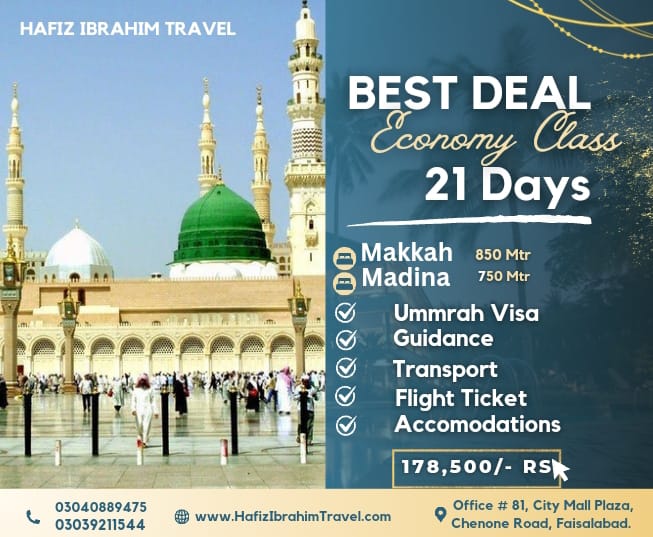 HAFIZ IBRAHIM TRAVEL
BEST DEAL
Economy Class
21 Days
Makkah 850 Mtr
Madina 750 Mtr
Ummrah Visa
Guidance
Transport
Flight Ticket
Accomodations
178,500/- RS
03040889475
03039211544
www.HafizIbrahimTravel.com
Office # 81, City Mall Plaza,
Chenone Road, Faisalabad.